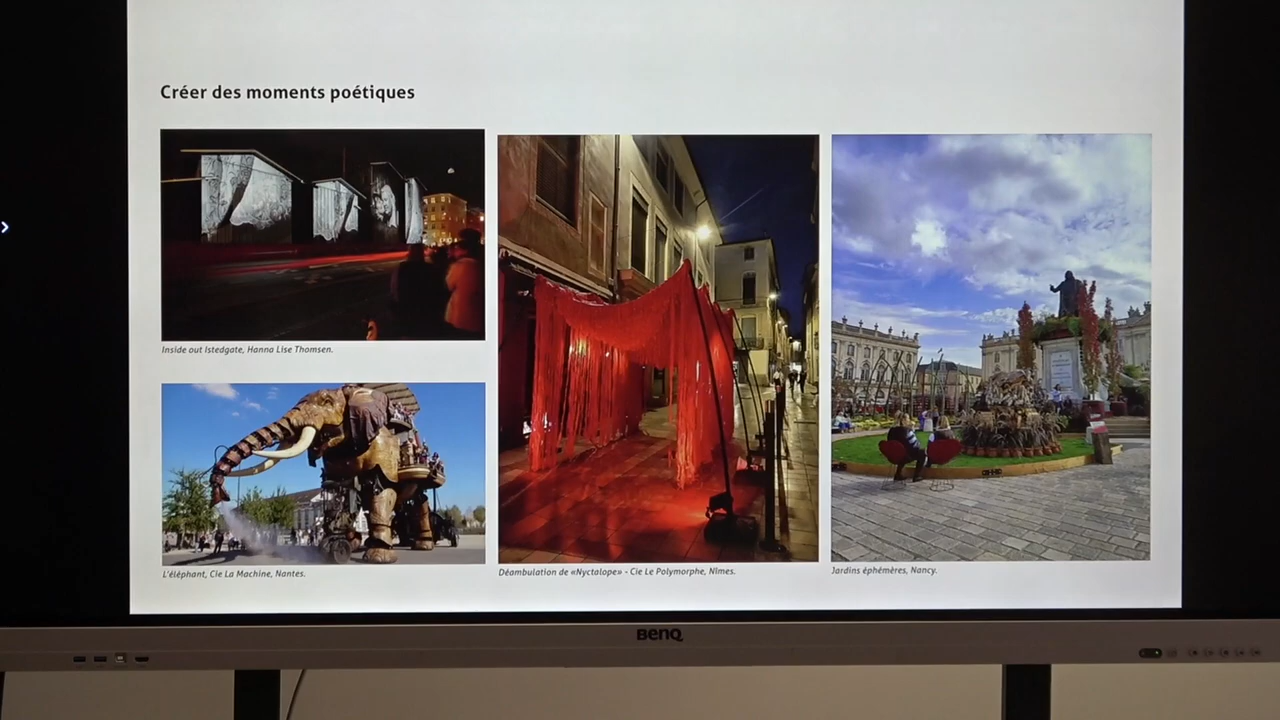 Créer des moments poétiques
Inside out Istedgate, Hanna Lise Thomsen.
L'éléphant, Cie La Machine, Nantes.
Déambulation de «Nyctalope» - Cie Le Polymorphe, Nîmes.
Jardins éphémères, Nancy.
BenQ